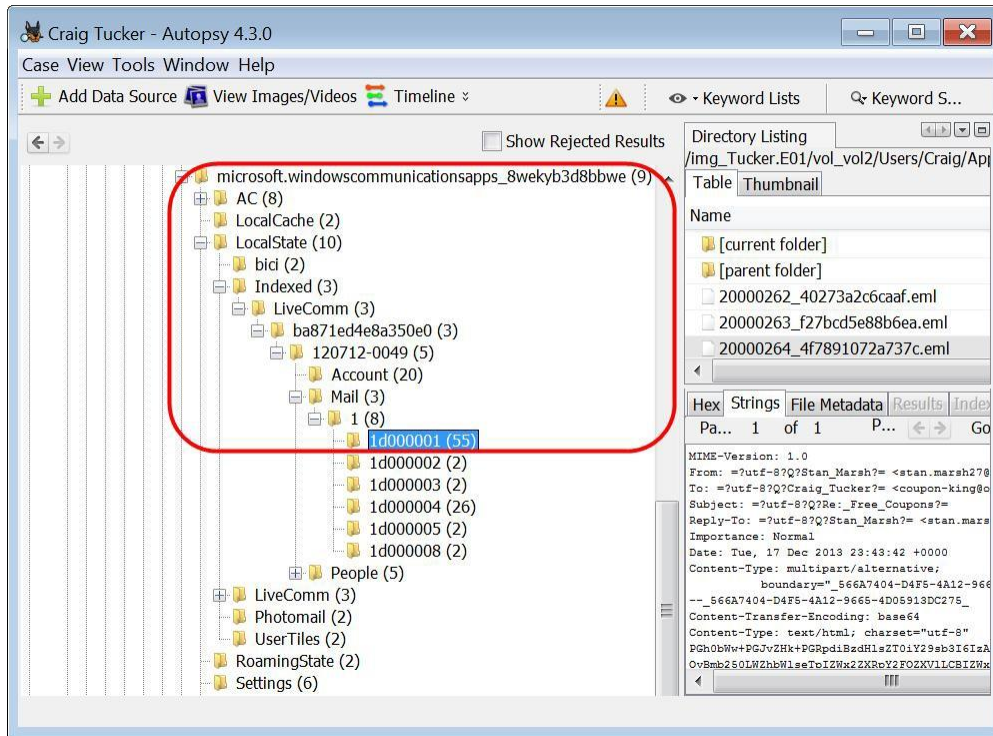 Craig Tucker - Autopsy 4.3.0
Case View Tools Window Help
Add Data Source View Images/Videos Timeline Keyword Lists Keyword S...
Show Rejected Results
microsoft.windowscommunicationsapps_8wekyb3d8bbwe (9)
AC (8)
LocalCache (2)
LocalState (10)
bici (2)
Indexed (3)
LiveComm (3)
ba871ed4e8a350e0 (3)
120712-0049 (5)
Account (20)
Mail (3)
1 (8)
1d000001 (55)
1d000002 (2)
1d000003 (2)
1d000004 (26)
1d000005 (2)
1d000008 (2)
People (5)
LiveComm (3)
Photomail (2)
UserTiles (2)
RoamingState (2)
Settings (6)
Directory Listing
/img_Tucker.E01/vol_vol2/Users/Craig/App
Table Thumbnail
Name
[current folder]
[parent folder]
20000262_40273a2c6caaf.eml
20000263_f27bcd5e88b6ea.eml
20000264_4f7891072a737c.eml
Hex Strings File Metadata Results Index
Pa... 1 of 1 P... Go
MIME-Version: 1.0
From: =?utf-8?Q?Stan_Marsh?= <stan.marsh27@
To: =?utf-8?Q?Craig_Tucker?= <coupon-king@o
Subject: =?utf-8?Q?Re:_Free_Coupons?=
Reply-To: =?utf-8?Q?Stan_Marsh?= <stan.mars
Importance: Normal
Date: Tue, 17 Dec 2013 23:43:42 +0000
Content-Type: multipart/alternative;
boundary="_566A7404-D4F5-4A12-966
--_566A7404-D4F5-4A12-9665-4D05913DC275_
Content-Transfer-Encoding: base64
Content-Type: text/html; charset="utf-8"